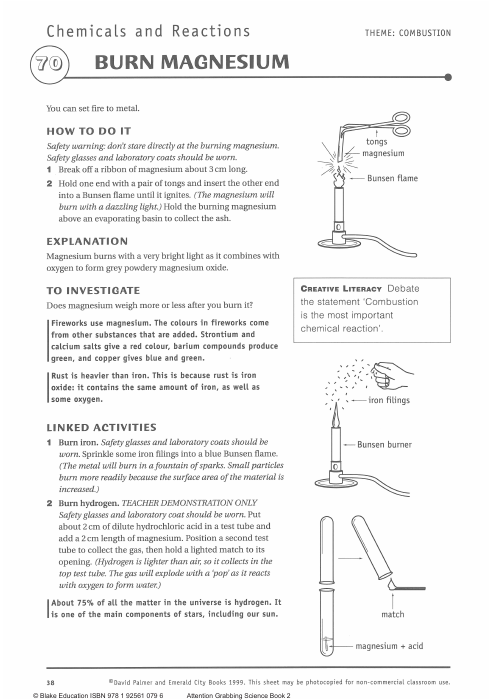 Chemicals and Reactions
THEME: COMBUSTION
70
BURN MAGNESIUM
You can set fire to metal.
HOW TO DO IT
Safety warning: don't stare directly at the burning magnesium.
Safety glasses and laboratory coats should be worn.
1 Break off a ribbon of magnesium about 3 cm long.
2 Hold one end with a pair of tongs and insert the other end
into a Bunsen flame until it ignites. (The magnesium will
burn with a dazzling light.) Hold the burning magnesium
above an evaporating basin to collect the ash.
tongs
magnesium
Bunsen flame
EXPLANATION
Magnesium burns with a very bright light as it combines with
oxygen to form grey powdery magnesium oxide.
TO INVESTIGATE
Does magnesium weigh more or less after you burn it?
Fireworks use magnesium. The colours in fireworks come
from other substances that are added. Strontium and
calcium salts give a red colour, barium compounds produce
green, and copper gives blue and green.
Rust is heavier than iron. This is because rust is iron
oxide: it contains the same amount of iron, as well as
some oxygen.
CREATIVE LITERACY Debate
the statement 'Combustion
is the most important
chemical reaction'.
LINKED ACTIVITIES
1 Burn iron. Safety glasses and laboratory coats should be
worn. Sprinkle some iron filings into a blue Bunsen flame.
(The metal will burn in a fountain of sparks. Small particles
burn more readily because the surface area of the material is
increased.)
2 Burn hydrogen. TEACHER DEMONSTRATION ONLY
Safety glasses and laboratory coat should be worn. Put
about 2 cm of dilute hydrochloric acid in a test tube and
add a 2 cm length of magnesium. Position a second test
tube to collect the gas, then hold a lighted match to its
opening. (Hydrogen is lighter than air, so it collects in the
top test tube. The gas will explode with a 'pop' as it reacts
with oxygen to form water.)
About 75% of all the matter in the universe is hydrogen. It
is one of the main components of stars, including our sun.
iron filings
Bunsen burner
match
magnesium + acid
38
©David Palmer and Emerald City Books 1999. This sheet may be photocopied for non-commercial classroom use.
© Blake Education ISBN 978 1 92561 079 6
Attention Grabbing Science Book 2